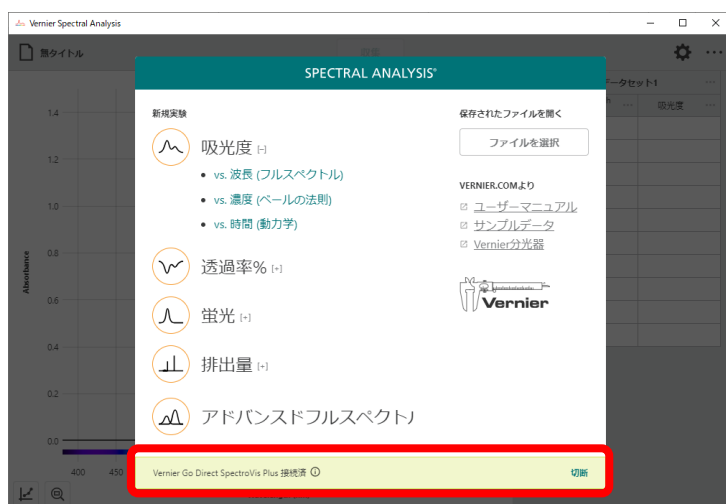 Vernier Spectral Analysis
無タイトル
SPECTRAL ANALYSIS®
新規実験
吸光度 [-]
• vs. 波長 (フルスペクトル)
• vs. 濃度 (ベールの法則)
• vs. 時間 (動力学)
透過率% [+]
蛍光 [+]
排出量 [+]
アドバンスドフルスペクトル
保存されたファイルを開く
ファイルを選択
VERNIER.COMより
ユーザーマニュアル
サンプルデータ
Vernier分光器
Vernier
Vernier Go Direct SpectroVis Plus 接続済
切断
データセット1
吸光度
Absorbance
1.4
1.2
1.0
0.8
0.6
0.4
0.2
0.0
400 450